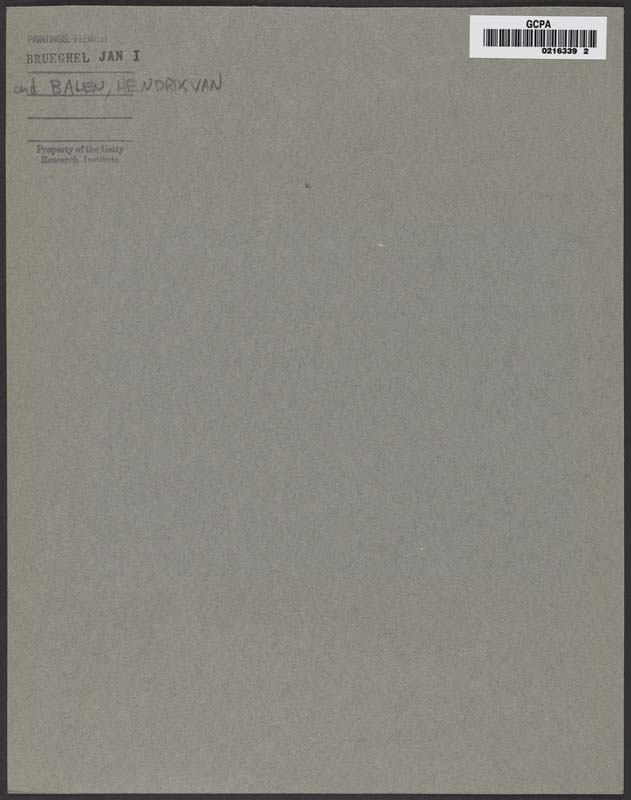 GCPA
0216339 2
PAINTINGS: FLEMISH
BRUEGHEL JAN I
and BALEN, HENDRIK VAN
Property of the Getty
Research Institute